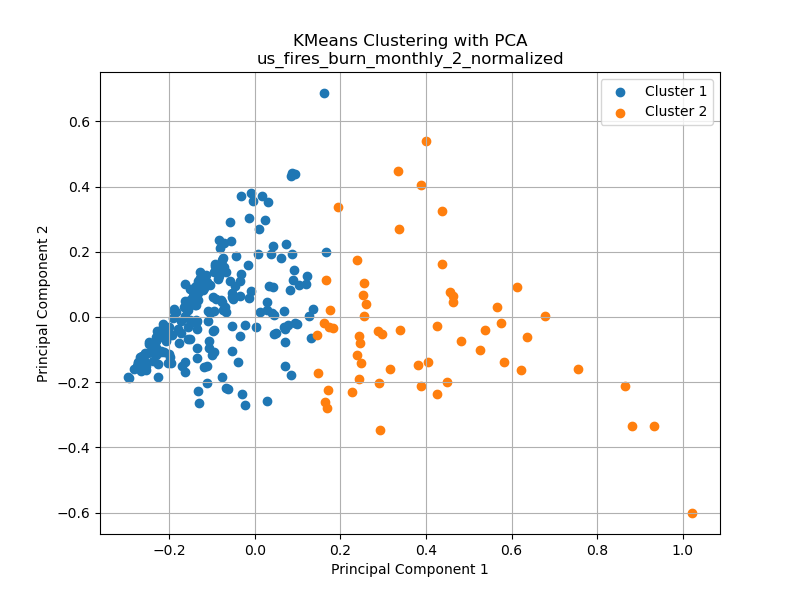 KMeans Clustering with PCA
us_fires_burn_monthly_2_normalized
Cluster 1
Cluster 2
Principal Component 2
0.6
0.4
0.2
0.0
−0.2
−0.4
−0.6
−0.2
0.0
0.2
0.4
0.6
0.8
1.0
Principal Component 1